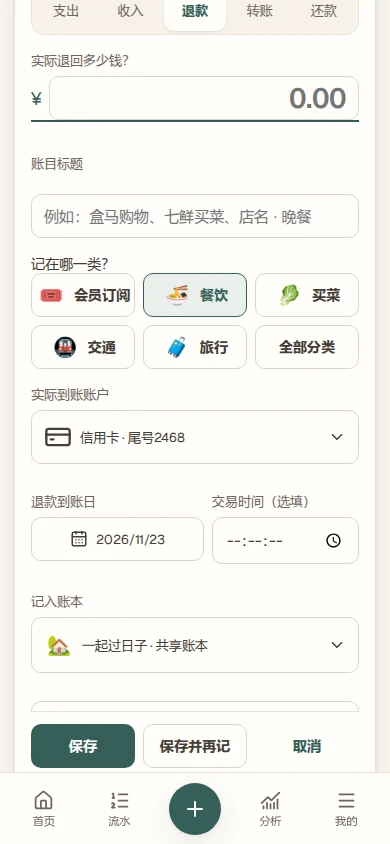 支出 收入 退款 转账 还款
实际退回多少钱？
¥ 0.00
账目标题
例如：盒马购物、七鲜买菜、店名 · 晚餐
记在哪一类？
会员订阅 餐饮 买菜
交通 旅行 全部分类
实际到账账户
信用卡 · 尾号2468
退款到账日 交易时间（选填）
2026/11/23 --:--:--
记入账本
一起过日子 · 共享账本
保存 保存并再记 取消
首页 流水 分析 我的